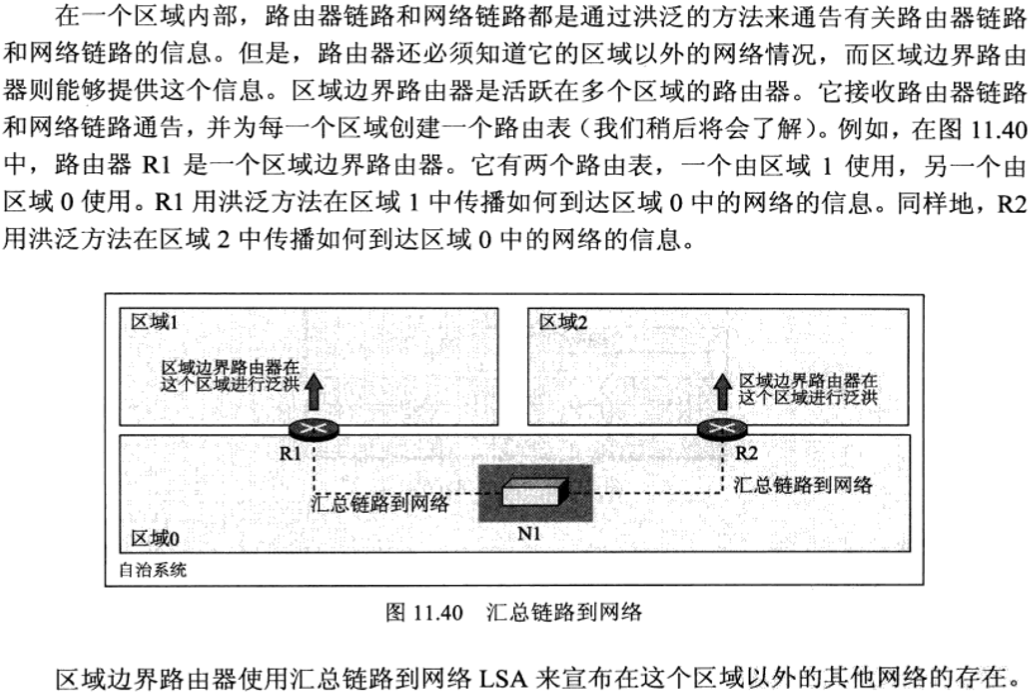 在一个区域内部，路由器链路和网络链路都是通过洪泛的方法来通告有关路由器链路
和网络链路的信息。但是，路由器还必须知道它的区域以外的网络情况，而区域边界路由
器则能够提供这个信息。区域边界路由器是活跃在多个区域的路由器。它接收路由器链路
和网络链路通告，并为每一个区域创建一个路由表（我们稍后将会了解）。例如，在图 11.40
中，路由器 R1 是一个区域边界路由器。它有两个路由表，一个由区域 1 使用，另一个由
区域 0 使用。R1 用洪泛方法在区域 1 中传播如何到达区域 0 中的网络的信息。同样地，R2
用洪泛方法在区域 2 中传播如何到达区域 0 中的网络的信息。
区域1
区域边界路由器在
这个区域进行泛洪
R1
区域2
区域边界路由器在
这个区域进行泛洪
R2
汇总链路到网络
汇总链路到网络
N1
区域0
自治系统
图 11.40 汇总链路到网络
区域边界路由器使用汇总链路到网络 LSA 来宣布在这个区域以外的其他网络的存在。